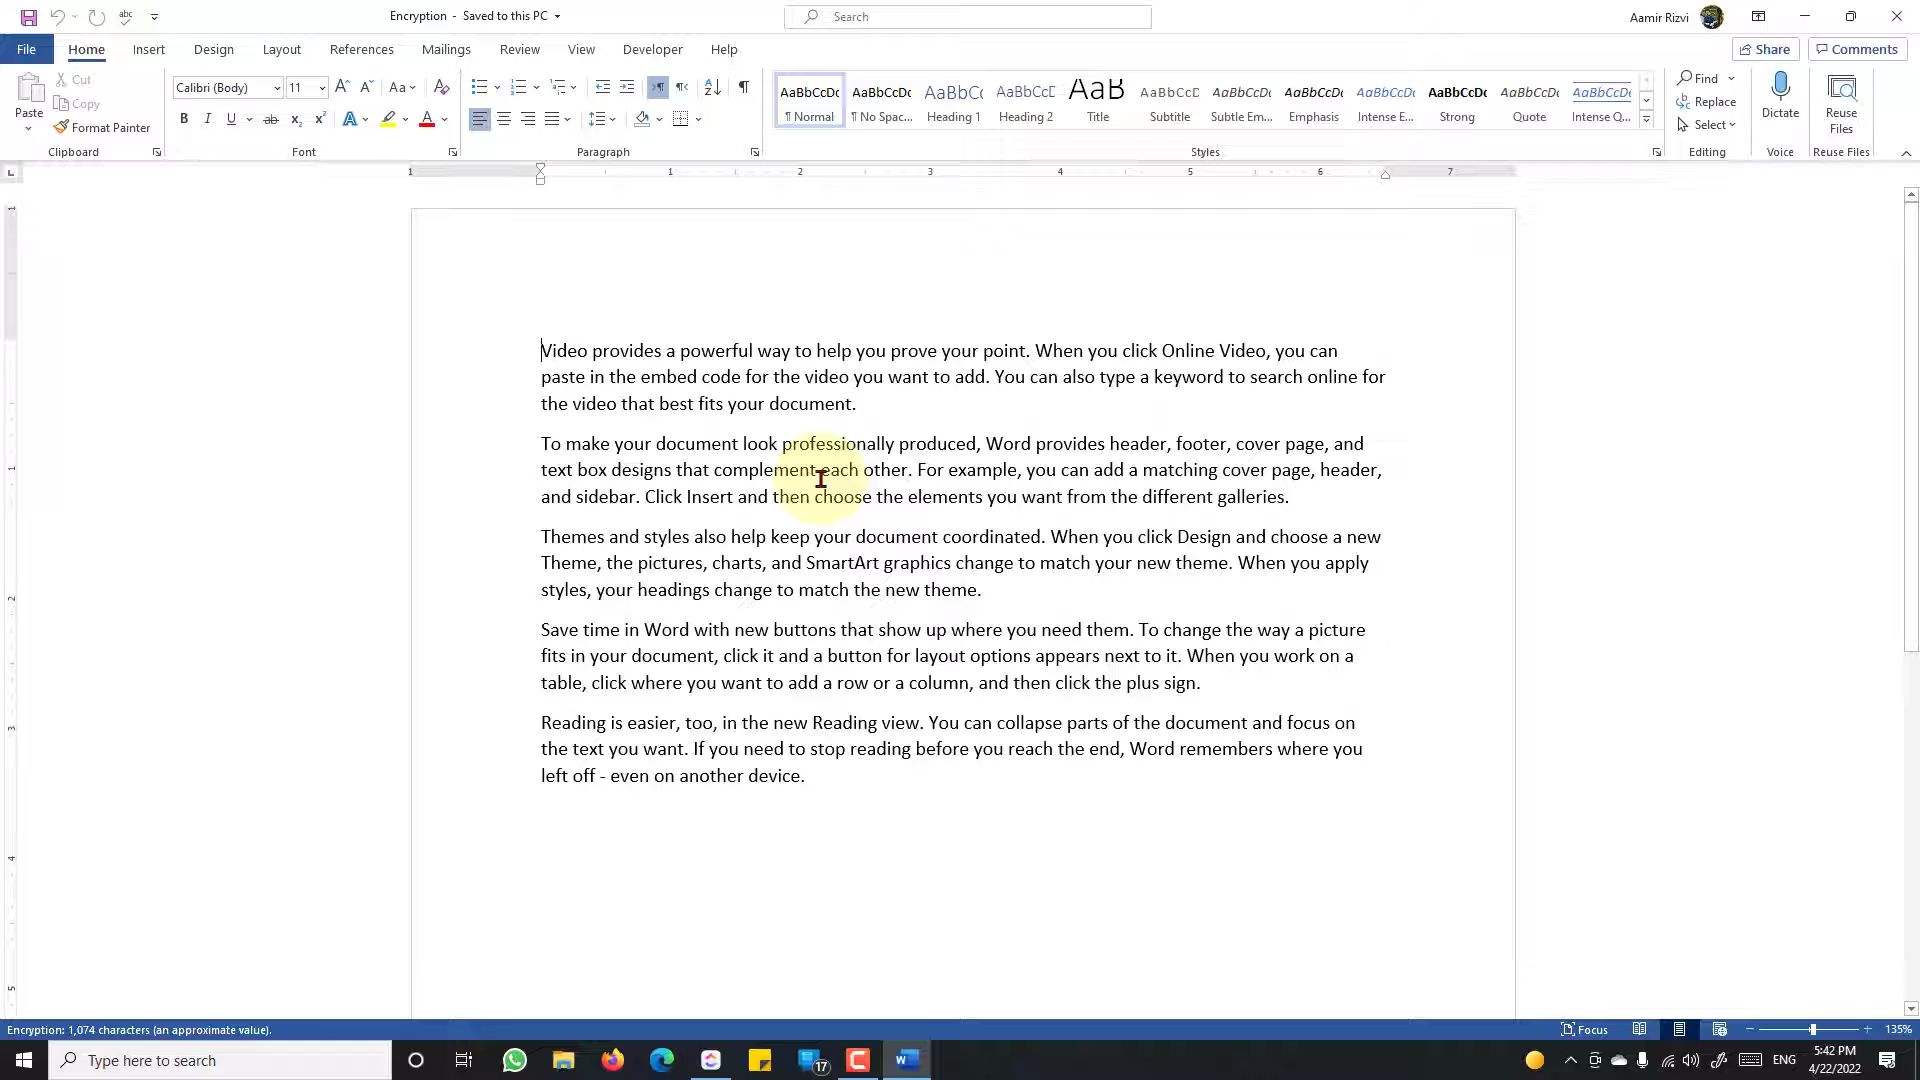 Encryption - Saved to this PC
Search
Aamir Rizvi
File Home Insert Design Layout References Mailings Review View Developer Help
Share Comments
Paste
Cut
Copy
Format Painter
Clipboard
Calibri (Body) 11
Font
Paragraph
AaBbCcDc AaBbCcDc AaBbCc AaBbCcD AaB AaBbCcD AaBbCcDc AaBbCcDc AaBbCcDc AaBbCcDc AaBbCcDc AaBbCcDc
¶ Normal ¶ No Spac... Heading 1 Heading 2 Title Subtitle Subtle Em... Emphasis Intense E... Strong Quote Intense Q...
Styles
Find
Replace
Select
Editing
Dictate
Voice
Reuse Files
Reuse Files
1 1 2 3 4 5 6 7
Video provides a powerful way to help you prove your point. When you click Online Video, you can
paste in the embed code for the video you want to add. You can also type a keyword to search online for
the video that best fits your document.
To make your document look professionally produced, Word provides header, footer, cover page, and
text box designs that complement each other. For example, you can add a matching cover page, header,
and sidebar. Click Insert and then choose the elements you want from the different galleries.
Themes and styles also help keep your document coordinated. When you click Design and choose a new
Theme, the pictures, charts, and SmartArt graphics change to match your new theme. When you apply
styles, your headings change to match the new theme.
Save time in Word with new buttons that show up where you need them. To change the way a picture
fits in your document, click it and a button for layout options appears next to it. When you work on a
table, click where you want to add a row or a column, and then click the plus sign.
Reading is easier, too, in the new Reading view. You can collapse parts of the document and focus on
the text you want. If you need to stop reading before you reach the end, Word remembers where you
left off - even on another device.
Encryption: 1,074 characters (an approximate value).
Focus
135%
Type here to search
17
ENG
5:42 PM
4/22/2022